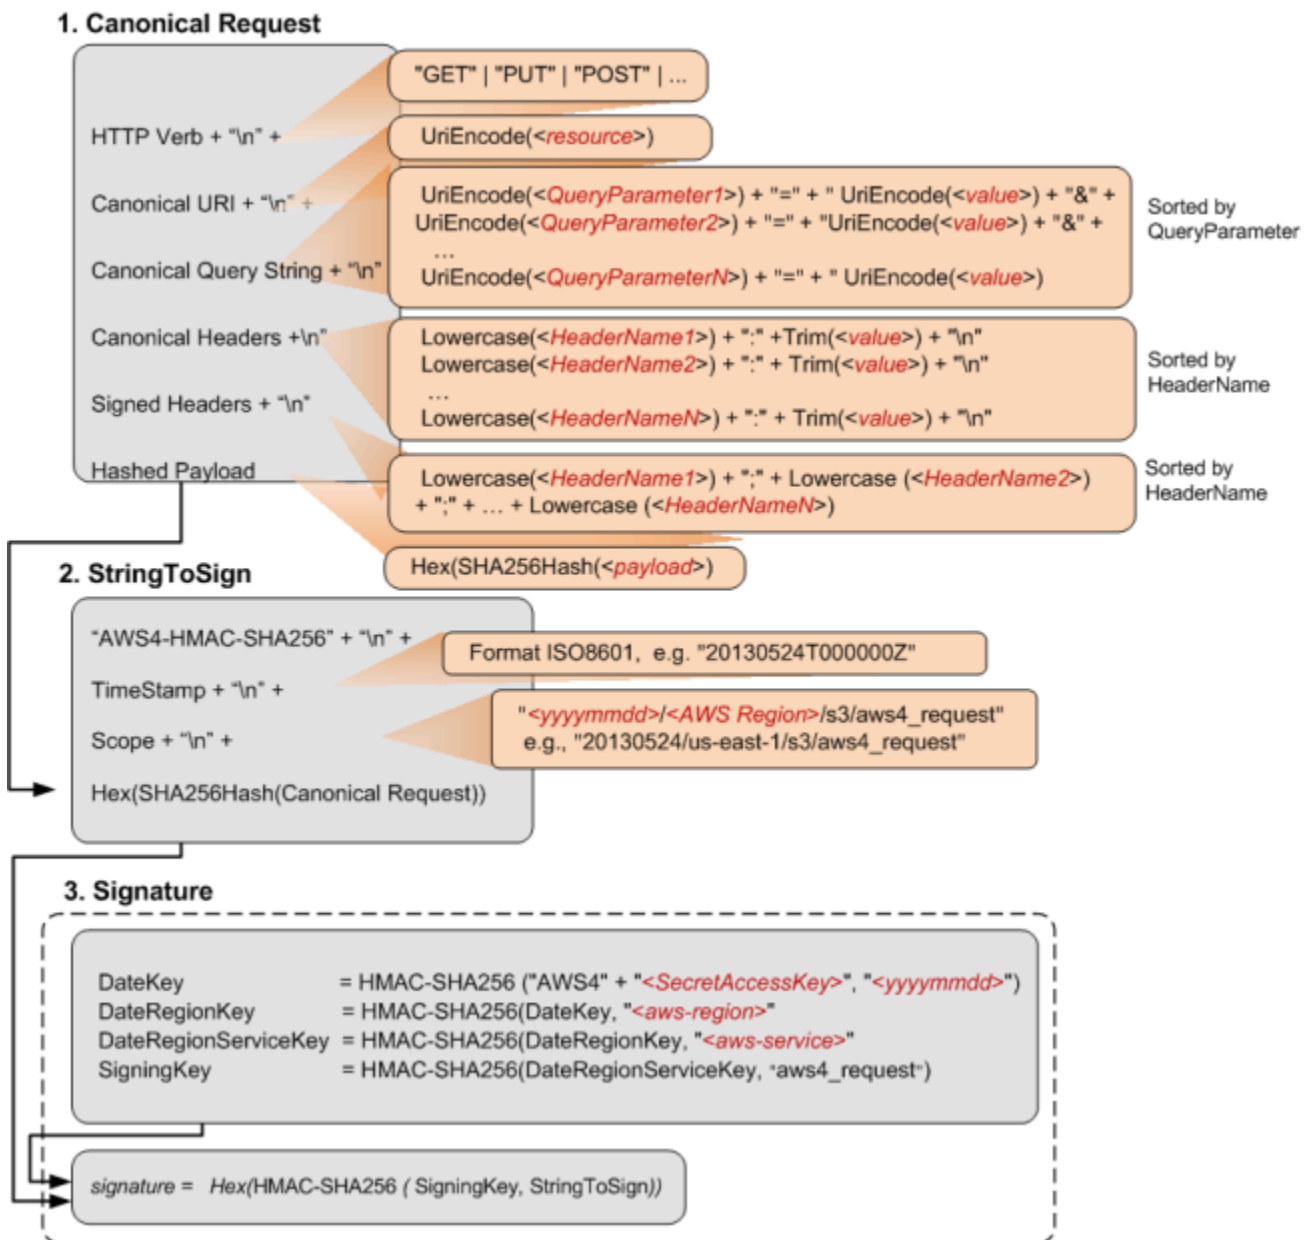 1. Canonical Request
"GET" | "PUT" | "POST" | ...
HTTP Verb + “\n” +
UriEncode(<resource>)
Canonical URI + “\n” +
UriEncode(<QueryParameter1>) + "=" + " UriEncode(<value>) + "&" +
UriEncode(<QueryParameter2>) + "=" + "UriEncode(<value>) + "&" +
...
UriEncode(<QueryParameterN>) + "=" + " UriEncode(<value>)
Sorted by
QueryParameter
Canonical Query String + “\n”
Canonical Headers +\n”
Lowercase(<HeaderName1>) + ":" +Trim(<value>) + "\n"
Lowercase(<HeaderName2>) + ":" + Trim(<value>) + "\n"
...
Lowercase(<HeaderNameN>) + ":" + Trim(<value>) + "\n"
Sorted by
HeaderName
Signed Headers + “\n”
Lowercase(<HeaderName1>) + ";" + Lowercase (<HeaderName2>)
+ ";" + ... + Lowercase (<HeaderNameN>)
Sorted by
HeaderName
Hashed Payload
Hex(SHA256Hash(<payload>)
2. StringToSign
“AWS4-HMAC-SHA256” + “\n” +
Format ISO8601, e.g. "20130524T000000Z"
TimeStamp + “\n” +
"<yyyymmdd>/<AWS Region>/s3/aws4_request"
e.g., "20130524/us-east-1/s3/aws4_request"
Scope + “\n” +
Hex(SHA256Hash(Canonical Request))
3. Signature
DateKey = HMAC-SHA256 ("AWS4" + "<SecretAccessKey>", "<yyyymmdd>")
DateRegionKey = HMAC-SHA256(DateKey, "<aws-region>"
DateRegionServiceKey = HMAC-SHA256(DateRegionKey, "<aws-service>"
SigningKey = HMAC-SHA256(DateRegionServiceKey, "aws4_request")
signature = Hex(HMAC-SHA256 ( SigningKey, StringToSign))